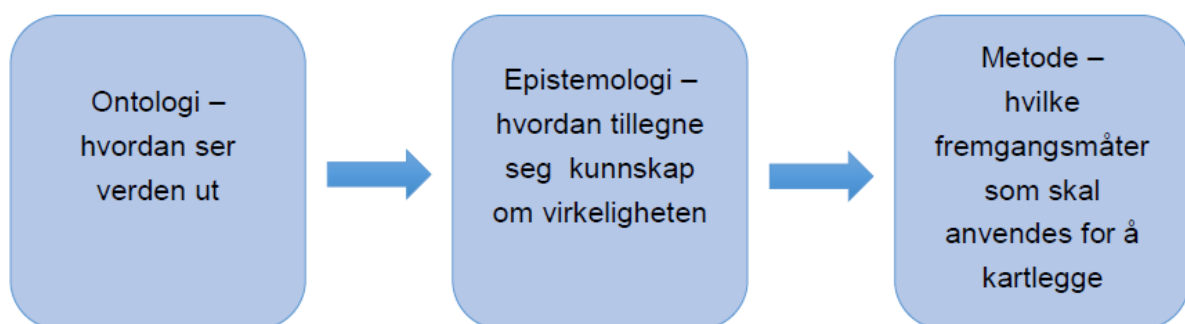 Ontologi –
hvordan ser
verden ut
Epistemologi –
hvordan tillegne
seg kunnskap
om virkeligheten
Metode –
hvilke
fremgangsmåter
som skal
anvendes for å
kartlegge